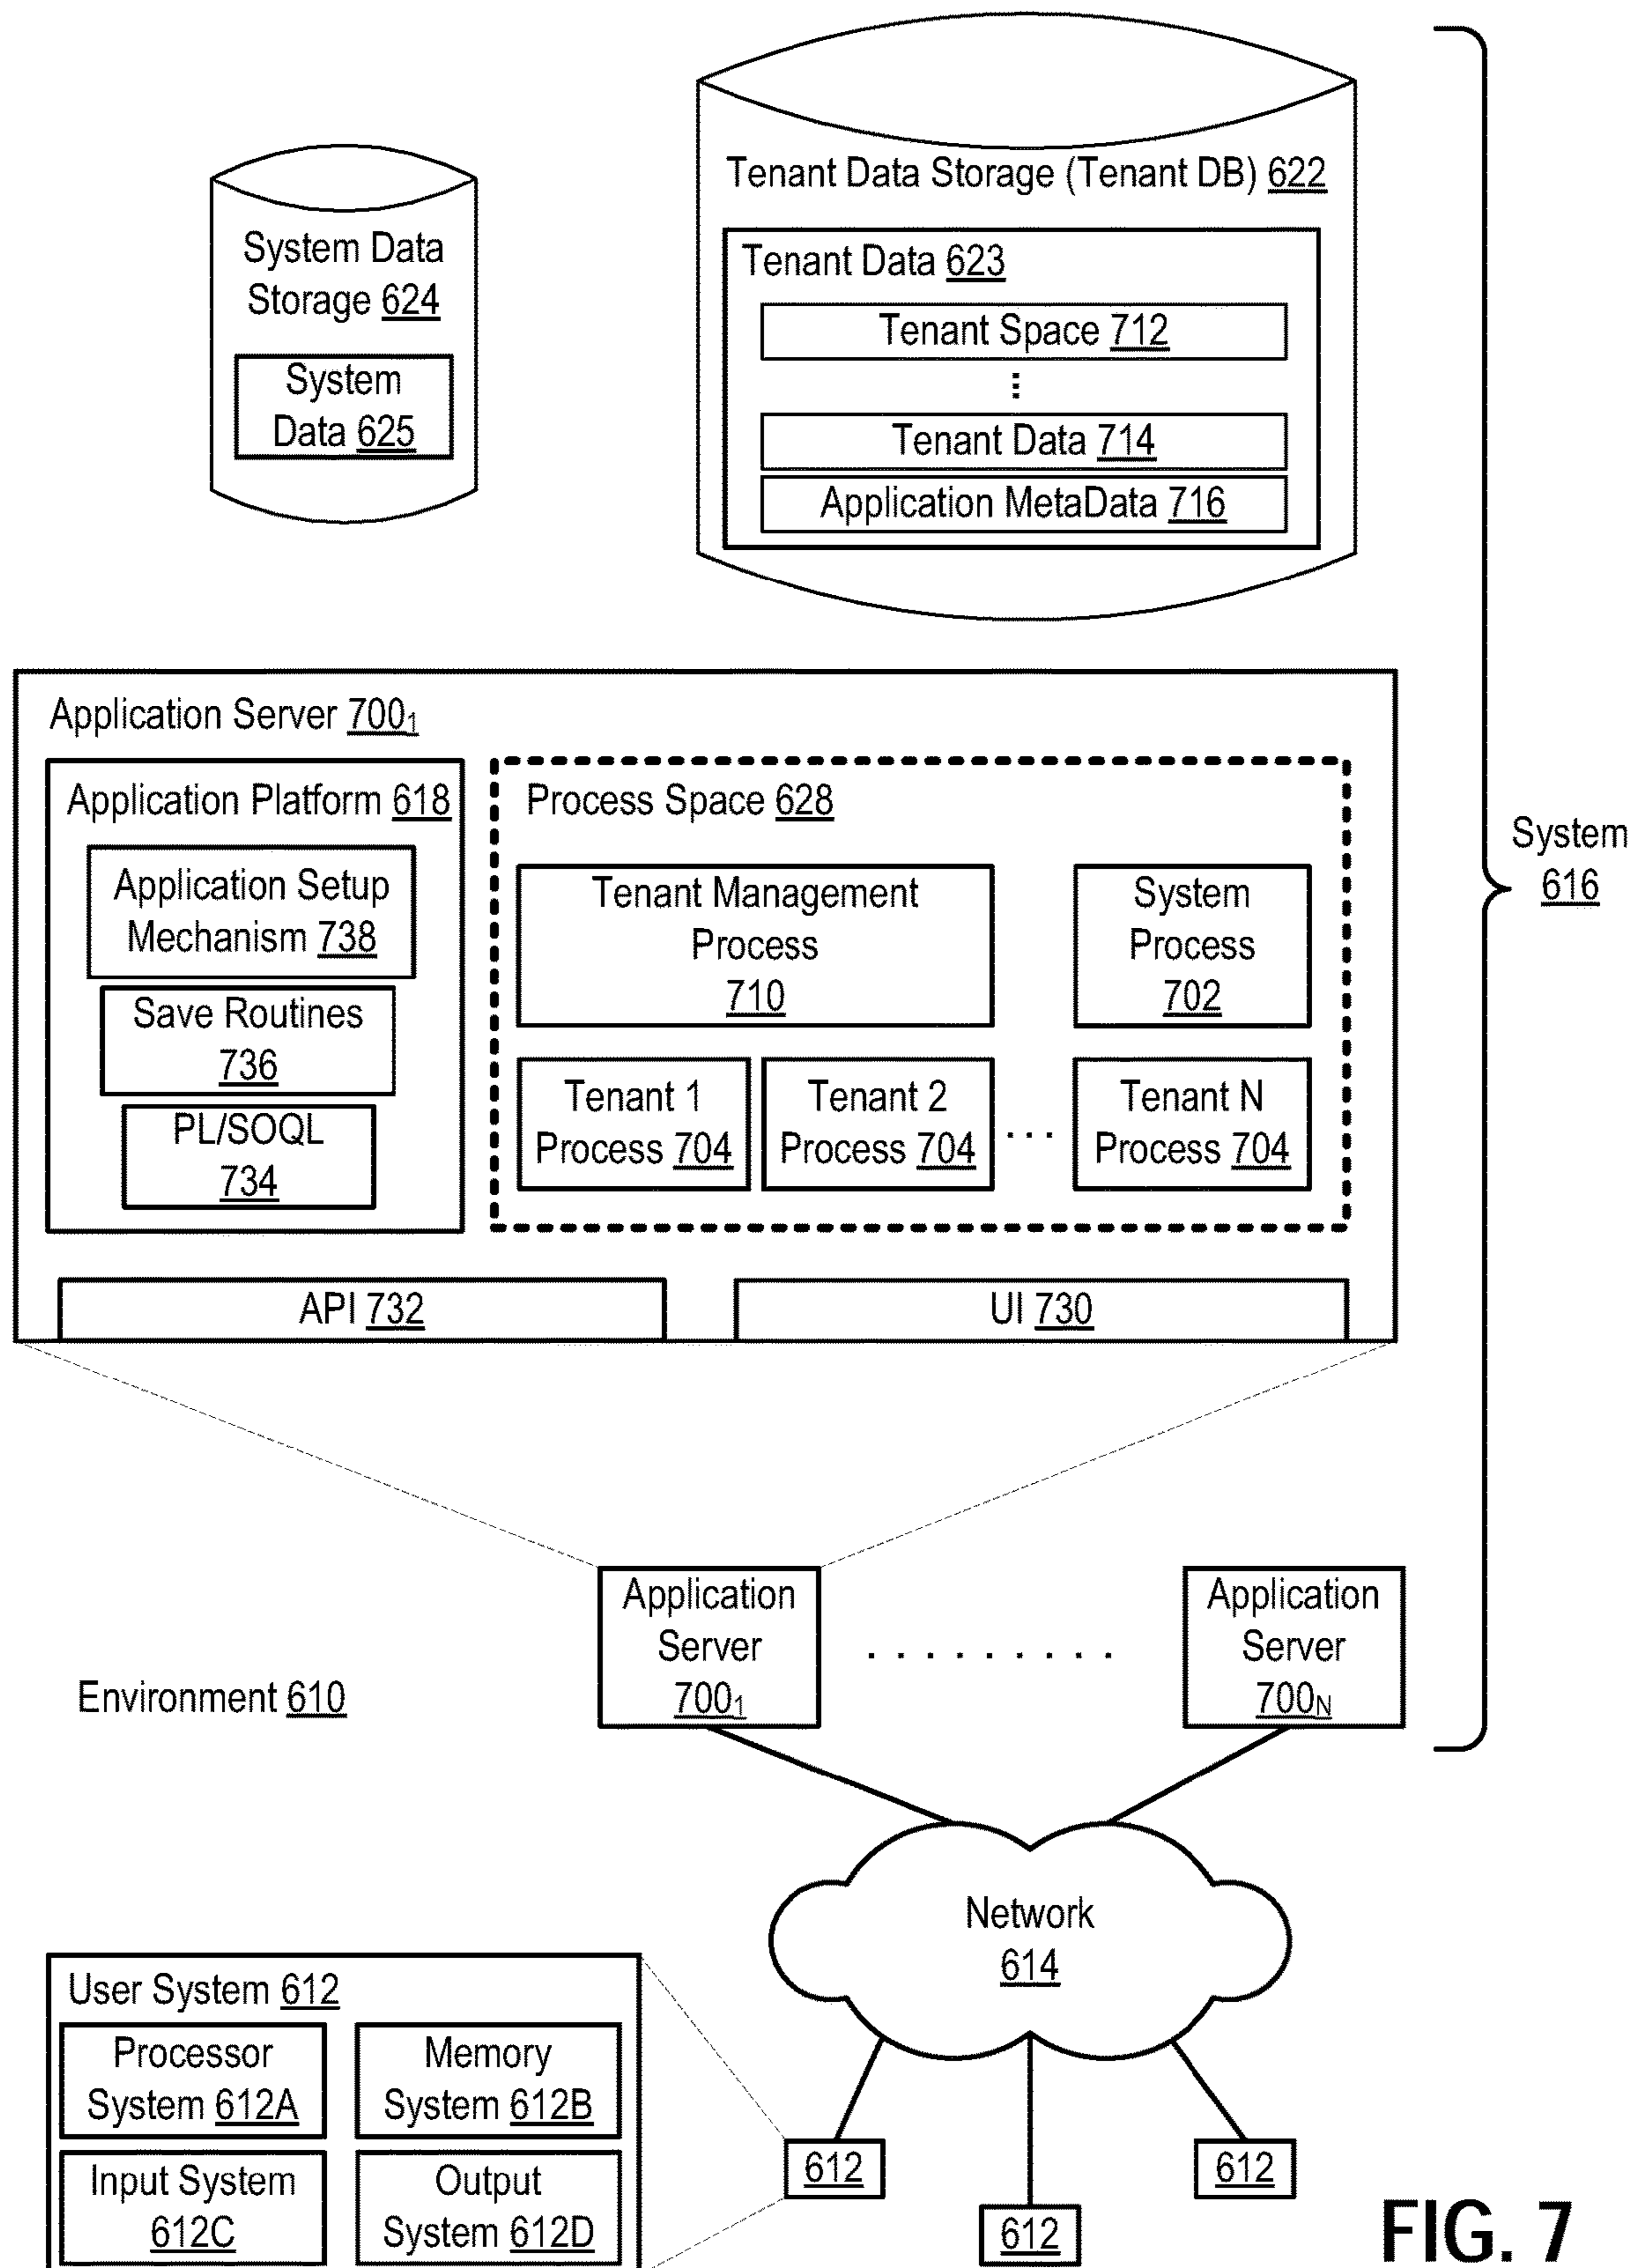 Tenant Data Storage (Tenant DB) 622
System Data
Storage 624
System
Data 625
Tenant Data 623
Tenant Space 712
⋮
Tenant Data 714
Application MetaData 716
System
616
Application Server 700₁
Application Platform 618
Application Setup
Mechanism 738
Save Routines
736
PL/SOQL
734
Process Space 628
Tenant Management
Process
710
System
Process
702
Tenant 1
Process 704
Tenant 2
Process 704
...
Tenant N
Process 704
API 732
UI 730
Application
Server
700₁
.........
Application
Server
700N
Environment 610
Network
614
User System 612
Processor
System 612A
Memory
System 612B
Input System
612C
Output
System 612D
612
612
612
FIG. 7